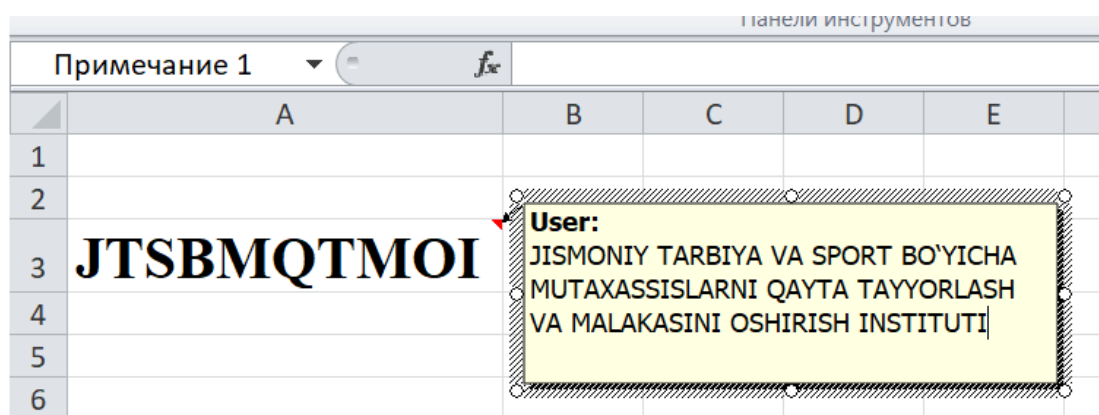 Панели инструментов
Примечание 1 fx
A B C D E
1
2
User:
JISMONIY TARBIYA VA SPORT BO‘YICHA
3 JTSBMQTMOI
MUTAXASSISLARNI QAYTA TAYYORLASH
4
VA MALAKASINI OSHIRISH INSTITUTI
5
6